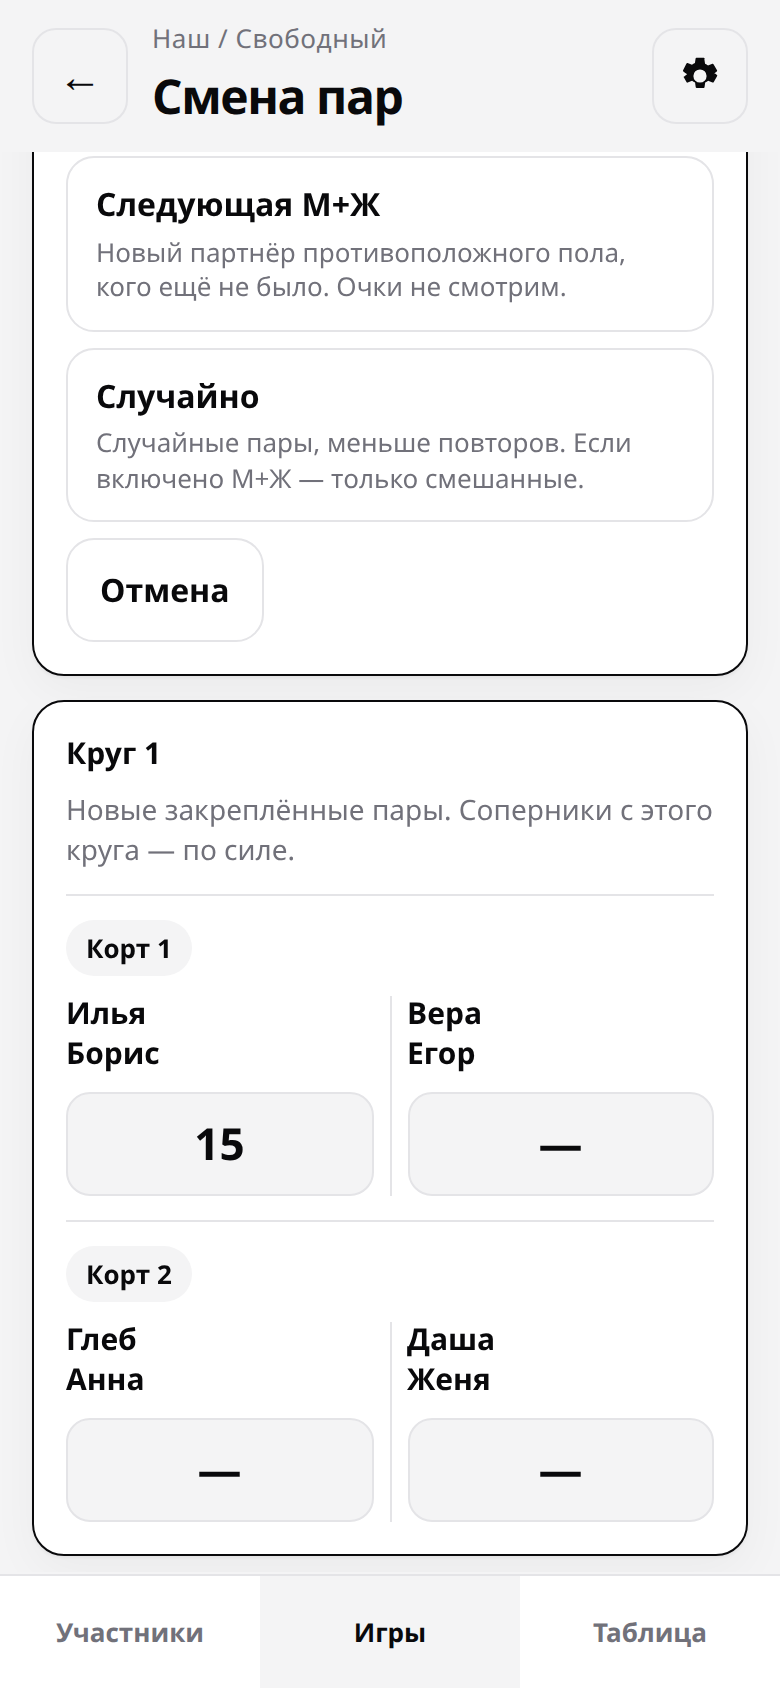 Наш / Свободный
←
Смена пар
Следующая М+Ж
Новый партнёр противоположного пола,
кого ещё не было. Очки не смотрим.
Случайно
Случайные пары, меньше повторов. Если
включено М+Ж — только смешанные.
Отмена
Круг 1
Новые закреплённые пары. Соперники с этого
круга — по силе.
Корт 1
Илья
Борис
15
Вера
Егор
—
Корт 2
Глеб
Анна
—
Даша
Женя
—
Участники
Игры
Таблица